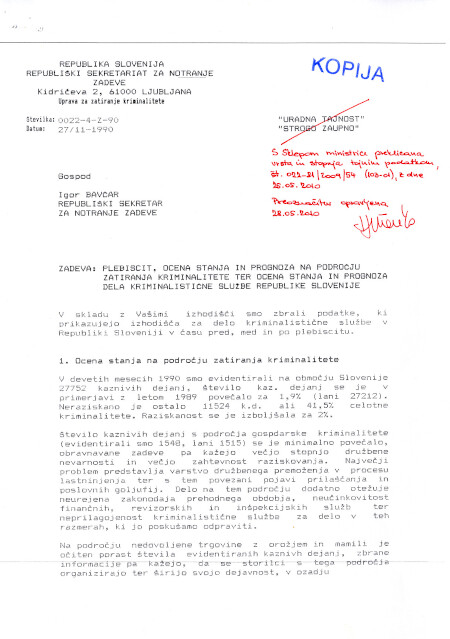 REPUBLIKA SLOVENIJA
REPUBLIŠKI SEKRETARIAT ZA NOTRANJE
ZADEVE
Kidričeva 2, 61000 LJUBLJANA
Uprava za zatiranje kriminalitete
KOPIJA
Številka: 0022-4-Z-90
Datum: 27/11-1990
"URADNA TAJNOST"
"STROGO ZAUPNO"
S Sklepom ministrice preklicana
vrsta in stopnja tajnosti podatkov,
št. 022-21/2009/54 (103-01), z dne
25.05.2010
Preoznačitev opravljena
28.05.2010
Gospod
Igor BAVČAR
REPUBLIŠKI SEKRETAR
ZA NOTRANJE ZADEVE
ZADEVA: PLEBISCIT, OCENA STANJA IN PROGNOZA NA PODROČJU
ZATIRANJA KRIMINALITETE TER OCENA STANJA IN PROGNOZA
DELA KRIMINALISTIČNE SLUŽBE REPUBLIKE SLOVENIJE
V skladu z Vašimi izhodišči smo zbrali podatke, ki
prikazujejo izhodišča za delo kriminalistične službe v
Republiki Sloveniji v času pred, med in po plebiscitu.
1. Ocena stanja na področju zatiranja kriminalitete
V devetih mesecih 1990 smo evidentirali na območju Slovenije
27752 kaznivih dejanj, število kaz. dejanj se je v
primerjavi z letom 1989 povečalo za 1,9% (lani 27212).
Neraziskano je ostalo 11524 k.d. ali 41,5% celotne
kriminalitete. Raziskanost se je izboljšala za 2%.
Število kaznivih dejanj s področja gospodarske kriminalitete
(evidentirali smo 1548, lani 1515) se je minimalno povečalo,
obravnavane zadeve pa kažejo večjo stopnjo družbene
nevarnosti in večjo zahtevnost raziskovanja. Največji
problem predstavlja varstvo družbenega premoženja v procesu
lastninjenja ter s tem povezani pojavi prilaščanja in
poslovnih goljufij. Delo na tem področju dodatno otežuje
neurejena zakonodaja prehodnega obdobja, neučinkovitost
finančnih, revizorskih in inšpekcijskih služb ter
neprilagojenost kriminalistične službe za delo v teh
razmerah, ki jo poskušamo odpraviti.
Na področju nedovoljene trgovine z orožjem in mamili je
očiten porast števila evidentiranih kaznivih dejanj, zbrane
informacije pa kažejo, da se storilci s tega področja
organizirajo ter širijo svojo dejavnost, v ozadju